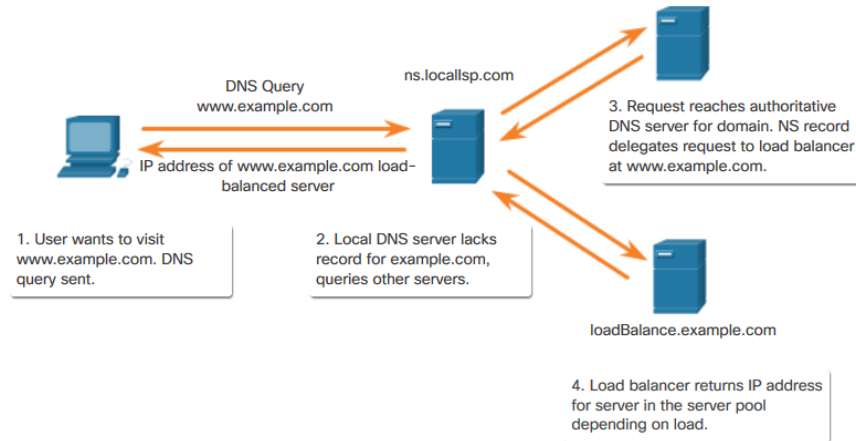 DNS Query
www.example.com
ns.locallsp.com
IP address of www.example.com load-
balanced server
1. User wants to visit
www.example.com. DNS
query sent.
2. Local DNS server lacks
record for example.com,
queries other servers.
3. Request reaches authoritative
DNS server for domain. NS record
delegates request to load balancer
at www.example.com.
loadBalance.example.com
4. Load balancer returns IP address
for server in the server pool
depending on load.